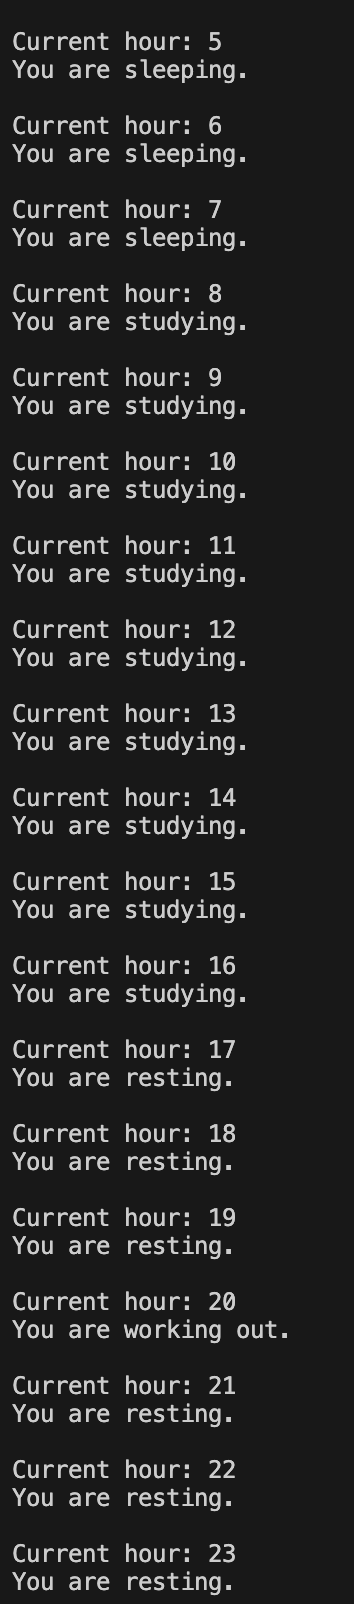 Current hour: 5
You are sleeping.
Current hour: 6
You are sleeping.
Current hour: 7
You are sleeping.
Current hour: 8
You are studying.
Current hour: 9
You are studying.
Current hour: 10
You are studying.
Current hour: 11
You are studying.
Current hour: 12
You are studying.
Current hour: 13
You are studying.
Current hour: 14
You are studying.
Current hour: 15
You are studying.
Current hour: 16
You are studying.
Current hour: 17
You are resting.
Current hour: 18
You are resting.
Current hour: 19
You are resting.
Current hour: 20
You are working out.
Current hour: 21
You are resting.
Current hour: 22
You are resting.
Current hour: 23
You are resting.